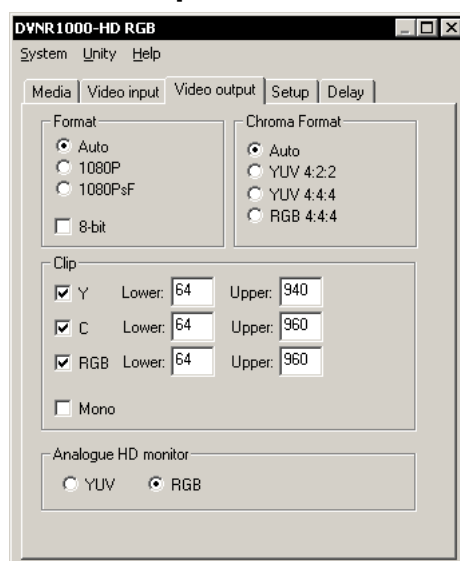 DVNR1000-HD RGB
System Unity Help
Media Video input Video output Setup Delay
Format
Auto
1080P
1080PsF
8-bit
Chroma Format
Auto
YUV 4:2:2
YUV 4:4:4
RGB 4:4:4
Clip
Y Lower: 64 Upper: 940
C Lower: 64 Upper: 960
RGB Lower: 64 Upper: 960
Mono
Analogue HD monitor
YUV RGB